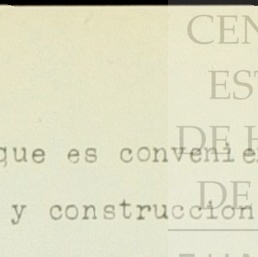 CEN
EST
DE H
que es convenie
DE
y construccion